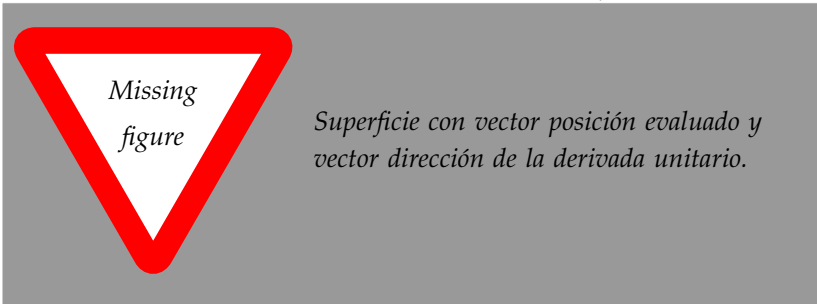 Missing
figure
Superficie con vector posición evaluado y
vector dirección de la derivada unitario.